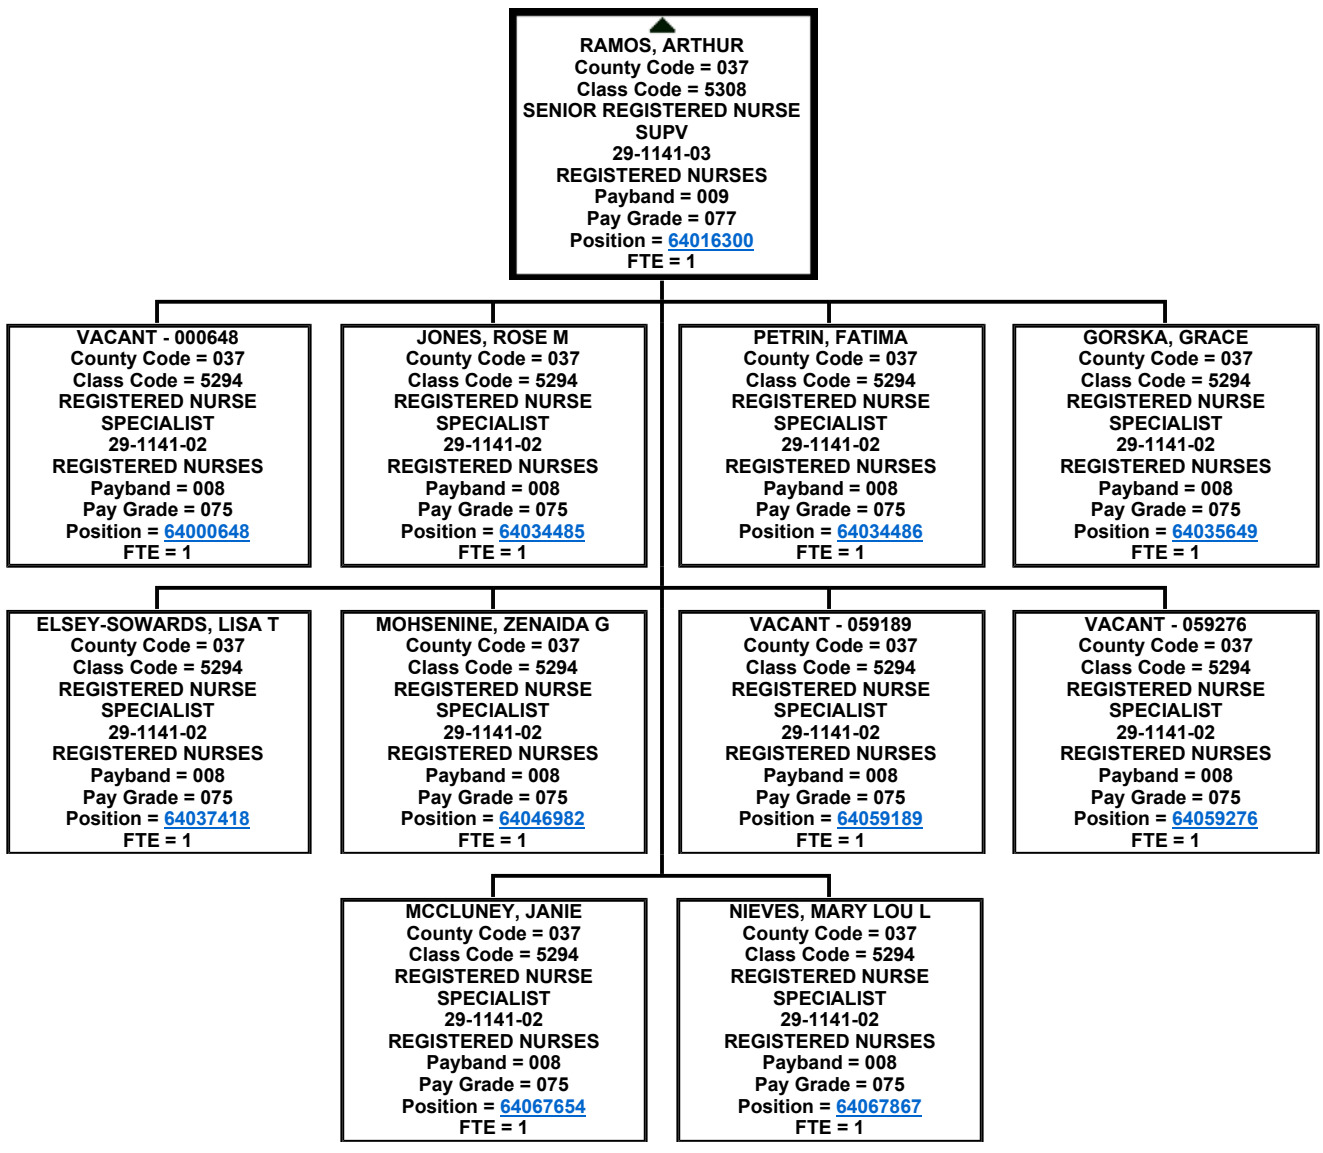 RAMOS, ARTHUR
County Code = 037
Class Code = 5308
SENIOR REGISTERED NURSE
SUPV
29-1141-03
REGISTERED NURSES
Payband = 009
Pay Grade = 077
Position = 64016300
FTE = 1
VACANT - 000648
County Code = 037
Class Code = 5294
REGISTERED NURSE
SPECIALIST
29-1141-02
REGISTERED NURSES
Payband = 008
Pay Grade = 075
Position = 64000648
FTE = 1
JONES, ROSE M
County Code = 037
Class Code = 5294
REGISTERED NURSE
SPECIALIST
29-1141-02
REGISTERED NURSES
Payband = 008
Pay Grade = 075
Position = 64034485
FTE = 1
PETRIN, FATIMA
County Code = 037
Class Code = 5294
REGISTERED NURSE
SPECIALIST
29-1141-02
REGISTERED NURSES
Payband = 008
Pay Grade = 075
Position = 64034486
FTE = 1
GORSKA, GRACE
County Code = 037
Class Code = 5294
REGISTERED NURSE
SPECIALIST
29-1141-02
REGISTERED NURSES
Payband = 008
Pay Grade = 075
Position = 64035649
FTE = 1
ELSEY-SOWARDS, LISA T
County Code = 037
Class Code = 5294
REGISTERED NURSE
SPECIALIST
29-1141-02
REGISTERED NURSES
Payband = 008
Pay Grade = 075
Position = 64037418
FTE = 1
MOHSENINE, ZENAIDA G
County Code = 037
Class Code = 5294
REGISTERED NURSE
SPECIALIST
29-1141-02
REGISTERED NURSES
Payband = 008
Pay Grade = 075
Position = 64046982
FTE = 1
VACANT - 059189
County Code = 037
Class Code = 5294
REGISTERED NURSE
SPECIALIST
29-1141-02
REGISTERED NURSES
Payband = 008
Pay Grade = 075
Position = 64059189
FTE = 1
VACANT - 059276
County Code = 037
Class Code = 5294
REGISTERED NURSE
SPECIALIST
29-1141-02
REGISTERED NURSES
Payband = 008
Pay Grade = 075
Position = 64059276
FTE = 1
MCCLUNEY, JANIE
County Code = 037
Class Code = 5294
REGISTERED NURSE
SPECIALIST
29-1141-02
REGISTERED NURSES
Payband = 008
Pay Grade = 075
Position = 64067654
FTE = 1
NIEVES, MARY LOU L
County Code = 037
Class Code = 5294
REGISTERED NURSE
SPECIALIST
29-1141-02
REGISTERED NURSES
Payband = 008
Pay Grade = 075
Position = 64067867
FTE = 1